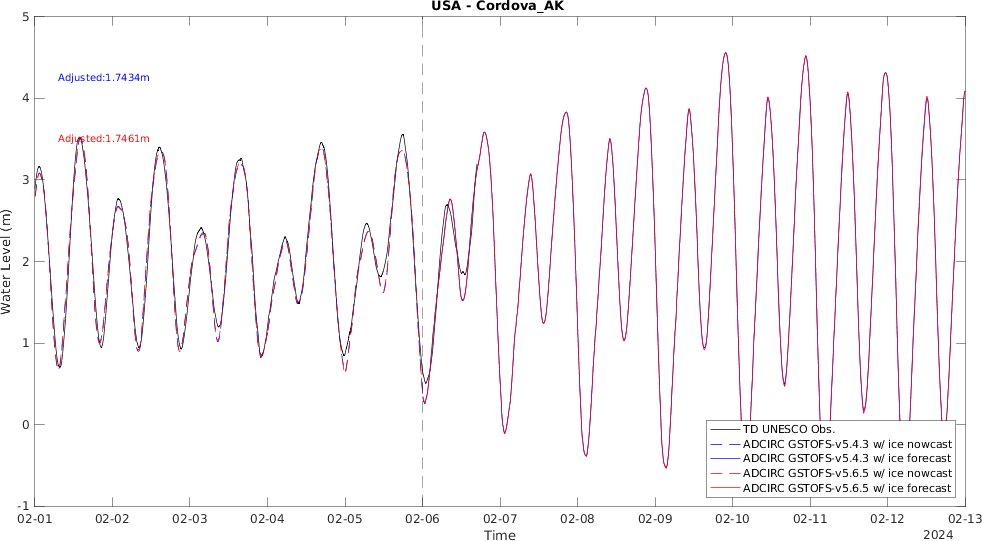 USA - Cordova_AK
5
4
3
2
1
0
-1
Water Level (m)
Adjusted:1.7434m
Adjusted:1.7461m
TD UNESCO Obs.
ADCIRC GSTOFS-v5.4.3 w/ ice nowcast
ADCIRC GSTOFS-v5.4.3 w/ ice forecast
ADCIRC GSTOFS-v5.6.5 w/ ice nowcast
ADCIRC GSTOFS-v5.6.5 w/ ice forecast
02-01 02-02 02-03 02-04 02-05 02-06 02-07 02-08 02-09 02-10 02-11 02-12 02-13
Time
2024